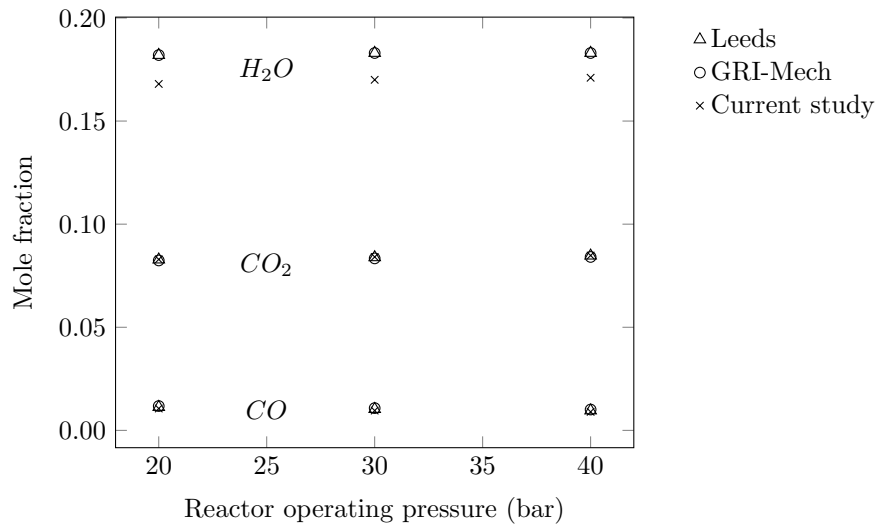 0.20
0.15
0.10
0.05
0.00
20 25 30 35 40
Mole fraction
Reactor operating pressure (bar)
H₂O
CO₂
CO
Leeds
GRI-Mech
Current study